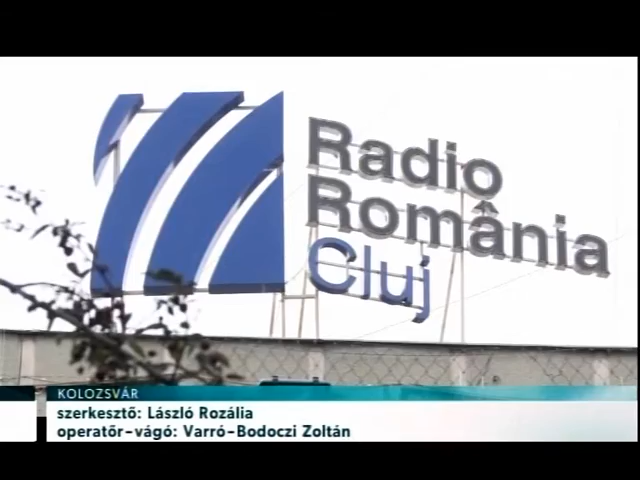 Radio
România
Cluj
KOLOZSVÁR
szerkesztő: László Rozália
operatőr-vágó: Varró-Bodoczi Zoltán